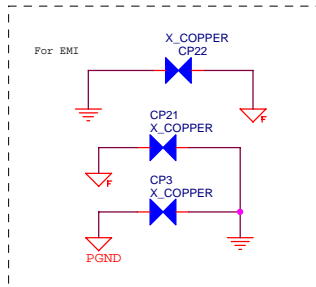 X_COPPER
For EMI
CP22
F
CP21
X_COPPER
F
CP3
X_COPPER
PGND